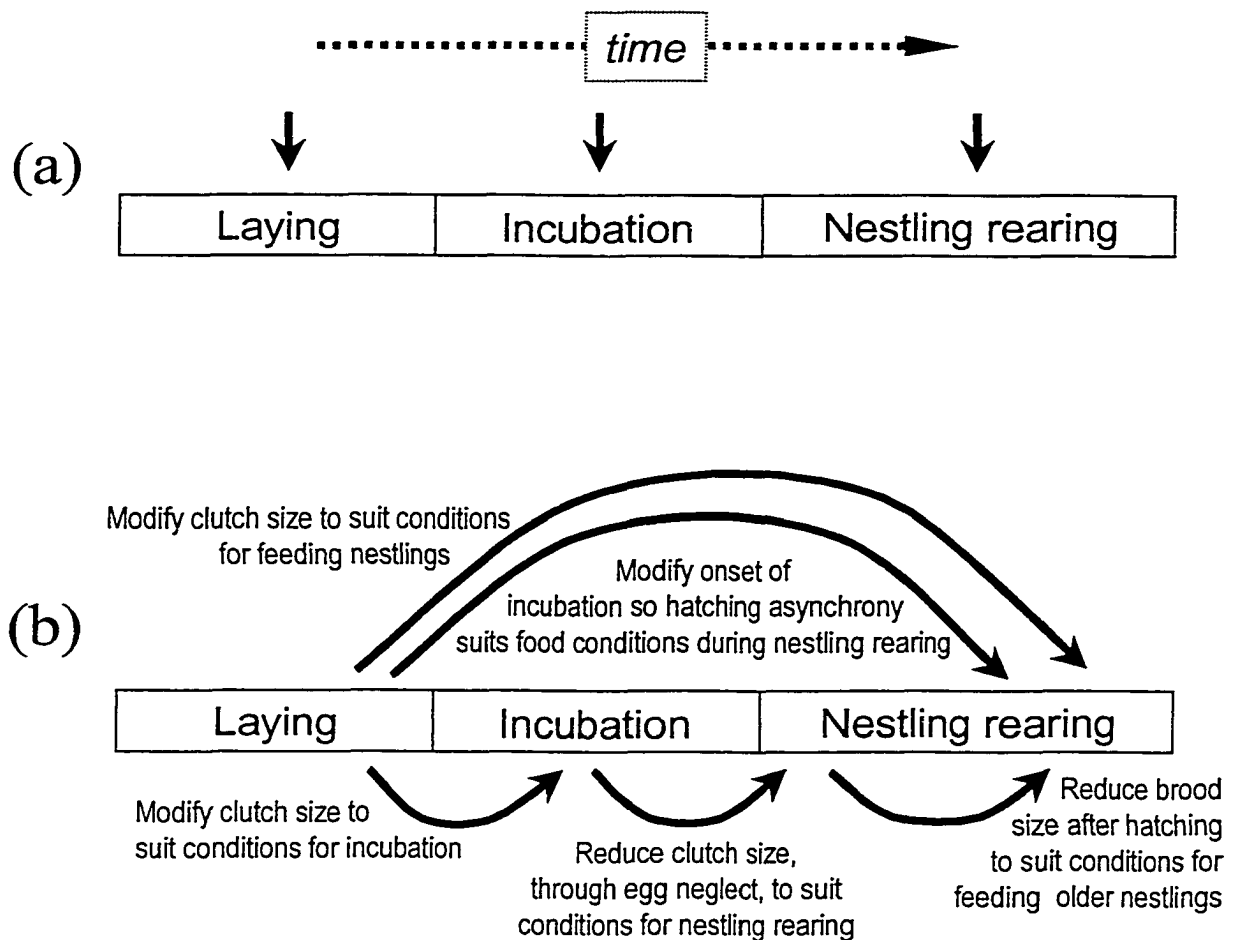 time
(a)
Laying
Incubation
Nestling rearing
Modify clutch size to suit conditions
for feeding nestlings
Modify onset of
incubation so hatching asynchrony
suits food conditions during nestling rearing
(b)
Laying
Incubation
Nestling rearing
Modify clutch size to
suit conditions for incubation
Reduce clutch size,
through egg neglect, to suit
conditions for nestling rearing
Reduce brood
size after hatching
to suit conditions for
feeding older nestlings